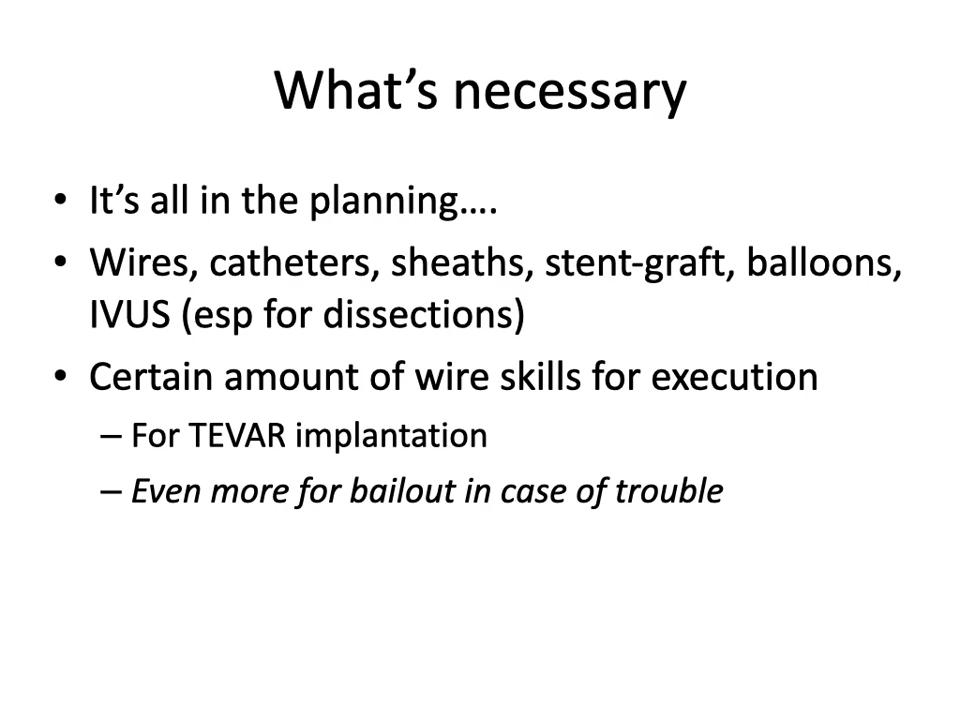 What’s necessary
• It’s all in the planning….
• Wires, catheters, sheaths, stent-graft, balloons,
IVUS (esp for dissections)
• Certain amount of wire skills for execution
– For TEVAR implantation
– Even more for bailout in case of trouble